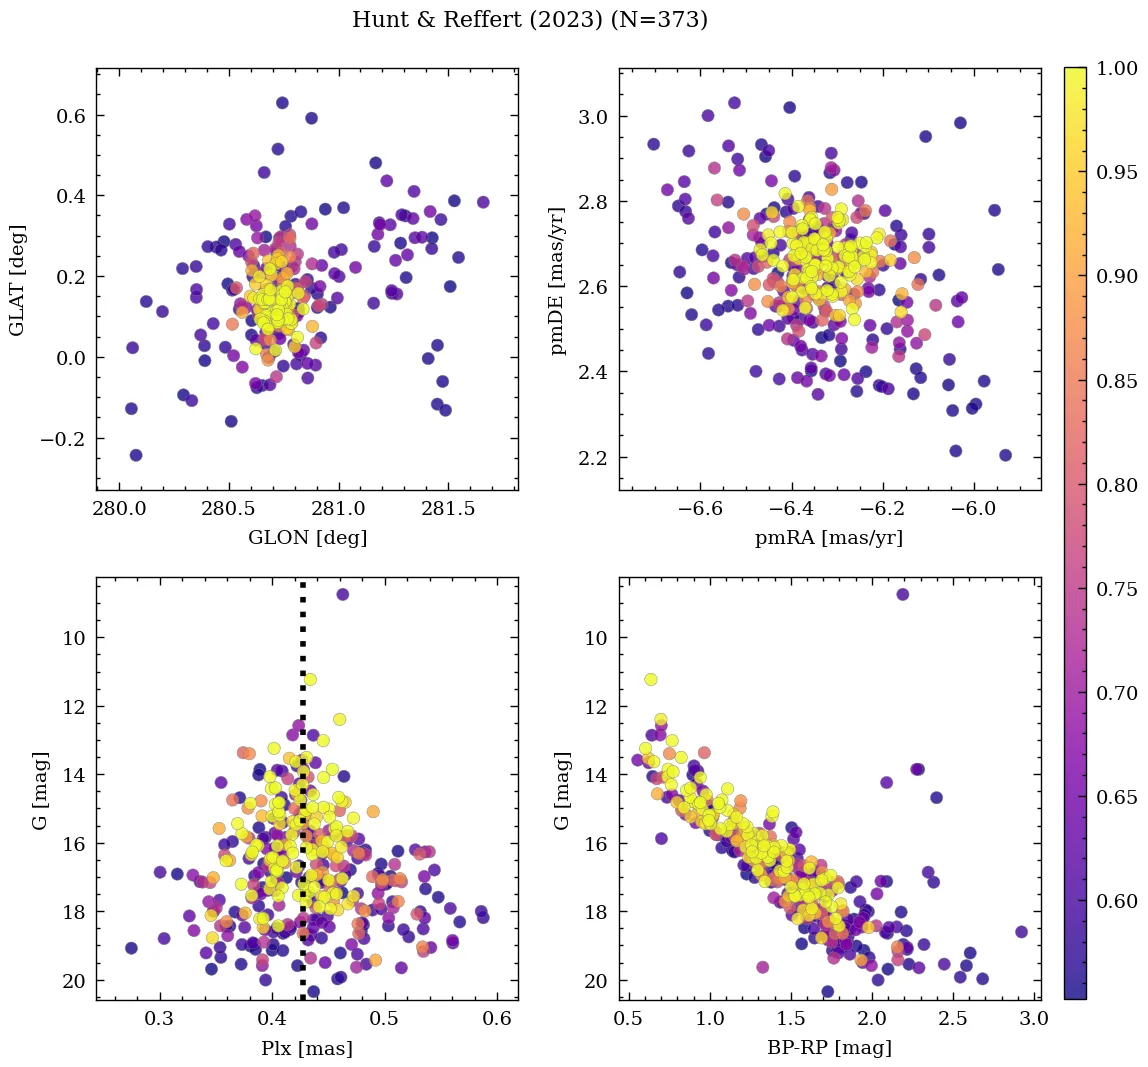 Hunt & Reffert (2023) (N=373)
0.6
0.4
0.2
0.0
−0.2
GLAT [deg]
280.0 280.5 281.0 281.5
GLON [deg]
3.0
2.8
2.6
2.4
2.2
pmDE [mas/yr]
−6.6 −6.4 −6.2 −6.0
pmRA [mas/yr]
10
12
14
16
18
20
G [mag]
0.3 0.4 0.5 0.6
Plx [mas]
10
12
14
16
18
20
G [mag]
0.5 1.0 1.5 2.0 2.5 3.0
BP-RP [mag]
1.00
0.95
0.90
0.85
0.80
0.75
0.70
0.65
0.60